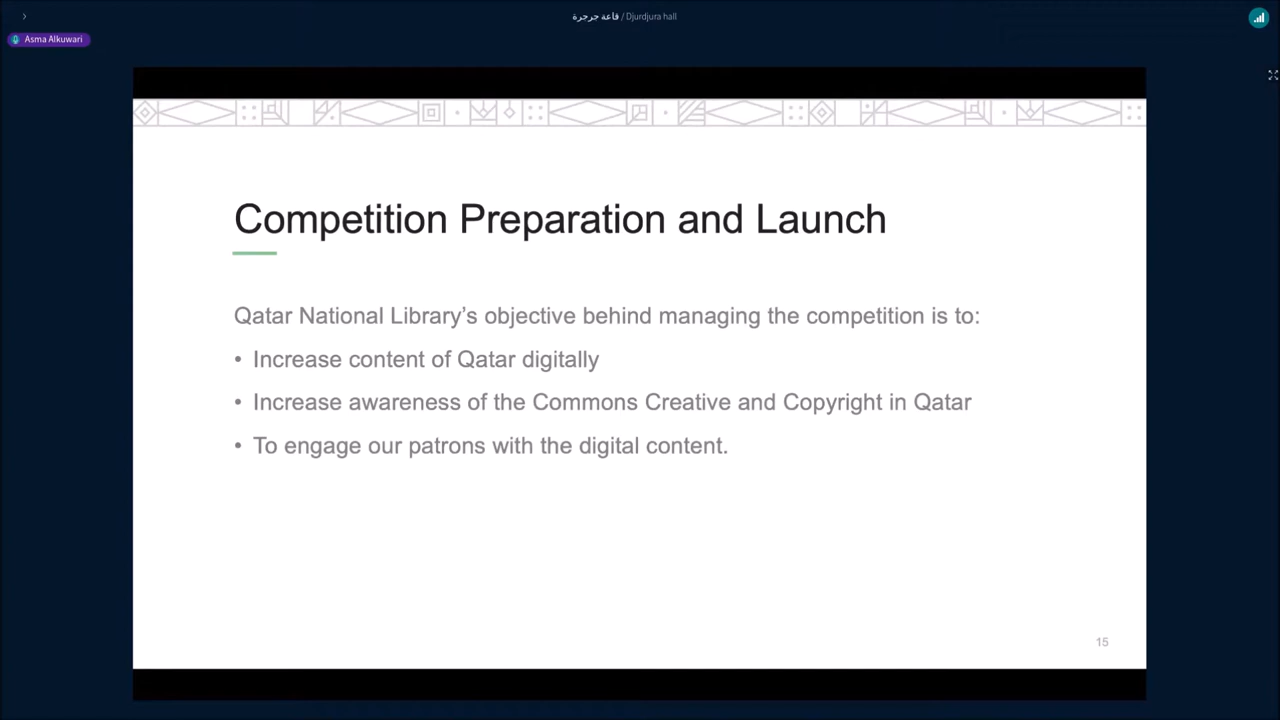 قاعة جرجرة / Djurdjura hall
Asma Alkuwari
Competition Preparation and Launch
Qatar National Library’s objective behind managing the competition is to:
• Increase content of Qatar digitally
• Increase awareness of the Commons Creative and Copyright in Qatar
• To engage our patrons with the digital content.
15